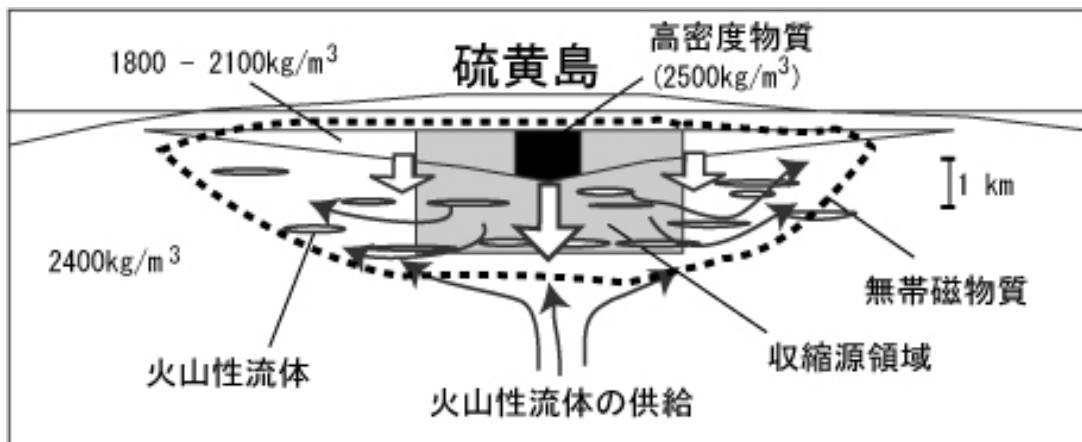 1800 - 2100kg/m³
硫黄島
高密度物質
(2500kg/m³)
1 km
2400kg/m³
無帯磁物質
火山性流体
収縮源領域
火山性流体の供給